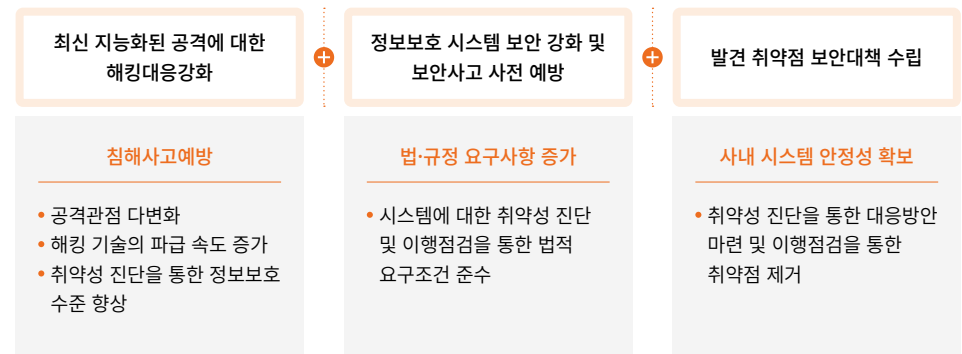 최신 지능화된 공격에 대한
해킹대응강화
정보보호 시스템 보안 강화 및
보안사고 사전 예방
발견 취약점 보안대책 수립
침해사고예방
• 공격관점 다변화
• 해킹 기술의 파급 속도 증가
• 취약성 진단을 통한 정보보호
수준 향상
법·규정 요구사항 증가
• 시스템에 대한 취약성 진단
및 이행점검을 통한 법적
요구조건 준수
사내 시스템 안정성 확보
• 취약성 진단을 통한 대응방안
마련 및 이행점검을 통한
취약점 제거